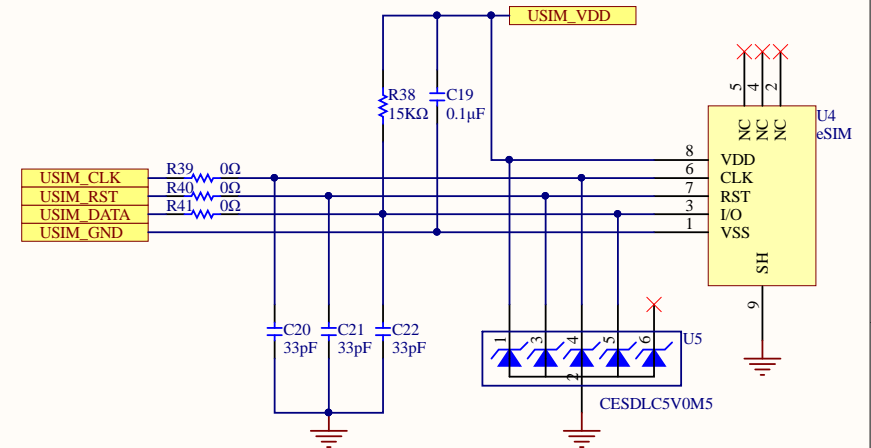 USIM_VDD
R38
15KΩ
C19
0.1μF
5
4
2
U4
eSIM
NC
NC
NC
8
VDD
USIM_CLK
R39
0Ω
6
CLK
USIM_RST
R40
0Ω
7
RST
USIM_DATA
R41
0Ω
3
I/O
USIM_GND
1
VSS
SH
9
C20
33pF
C21
33pF
C22
33pF
1
3
4
5
6
U5
2
CESDLC5V0M5